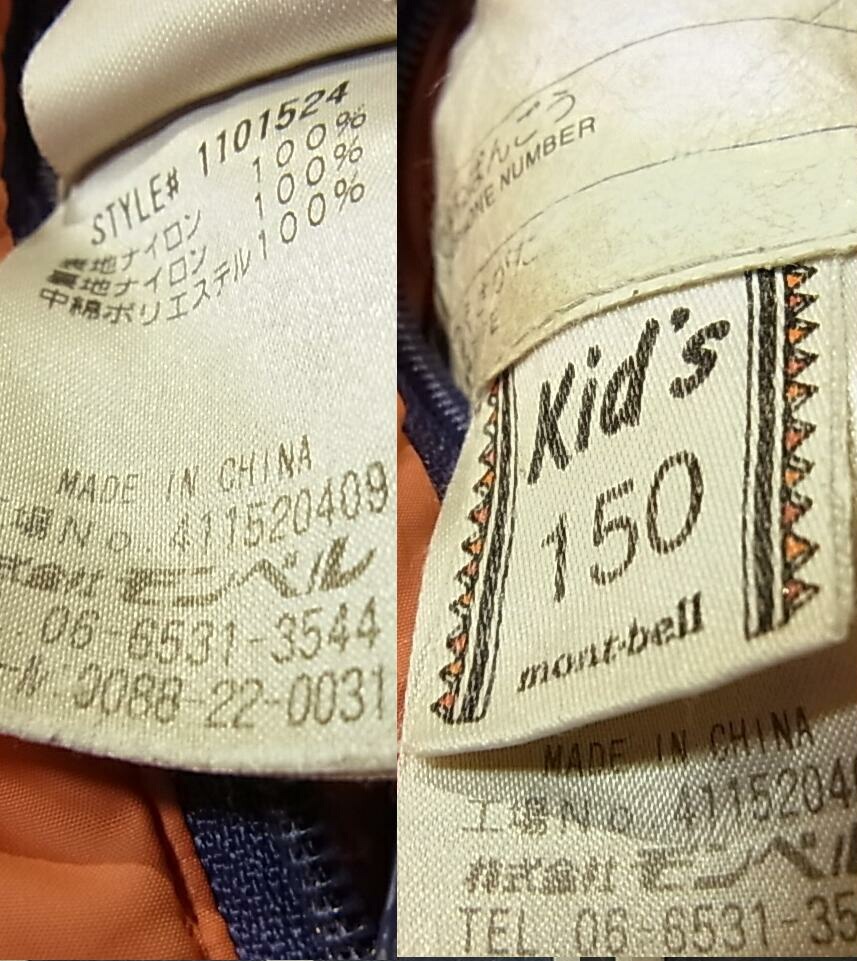 STYLE# 1101524
表地ナイロン 100%
裏地ナイロン 100%
中綿ポリエステル 100%
MADE IN CHINA
工場No. 411520409
株式会社 モンベル
06-6531-3544
0088-22-0031
NUMBER
Kid's
150
mont-bell
MADE IN CHINA
工場No. 4115204
株式会社 モンベル
TEL. 06-6531-35